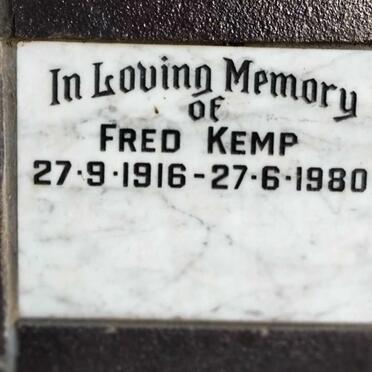 In Loving Memory
of
FRED KEMP
27·9·1916-27·6·1980